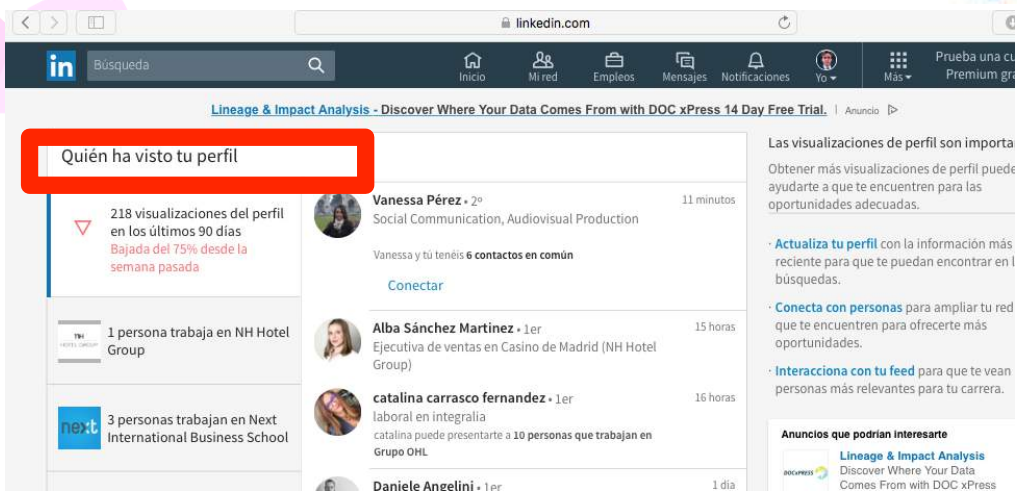 linkedin.com
in Búsqueda
Inicio Mi red Empleos Mensajes Notificaciones Yo Más Prueba una cu
Premium gra
Lineage & Impact Analysis - Discover Where Your Data Comes From with DOC xPress 14 Day Free Trial. | Anuncio
Quién ha visto tu perfil
218 visualizaciones del perfil
en los últimos 90 días
Bajada del 75% desde la
semana pasada
NH
HOTEL GROUP
1 persona trabaja en NH Hotel
Group
next
3 personas trabajan en Next
International Business School
Vanessa Pérez • 2º 11 minutos
Social Communication, Audiovisual Production
Vanessa y tú tenéis 6 contactos en común
Conectar
Alba Sánchez Martinez • 1er 15 horas
Ejecutiva de ventas en Casino de Madrid (NH Hotel
Group)
catalina carrasco fernandez • 1er 16 horas
laboral en integralia
catalina puede presentarte a 10 personas que trabajan en
Grupo OHL
Daniele Angelini • 1er 1 día
Las visualizaciones de perfil son importa
Obtener más visualizaciones de perfil puede
ayudarte a que te encuentren para las
oportunidades adecuadas.
· Actualiza tu perfil con la información más
reciente para que te puedan encontrar en l
búsquedas.
· Conecta con personas para ampliar tu red
que te encuentren para ofrecerte más
oportunidades.
· Interacciona con tu feed para que te vean
personas más relevantes para tu carrera.
Anuncios que podrían interesarte
DOCxPRESS
Lineage & Impact Analysis
Discover Where Your Data
Comes From with DOC xPress